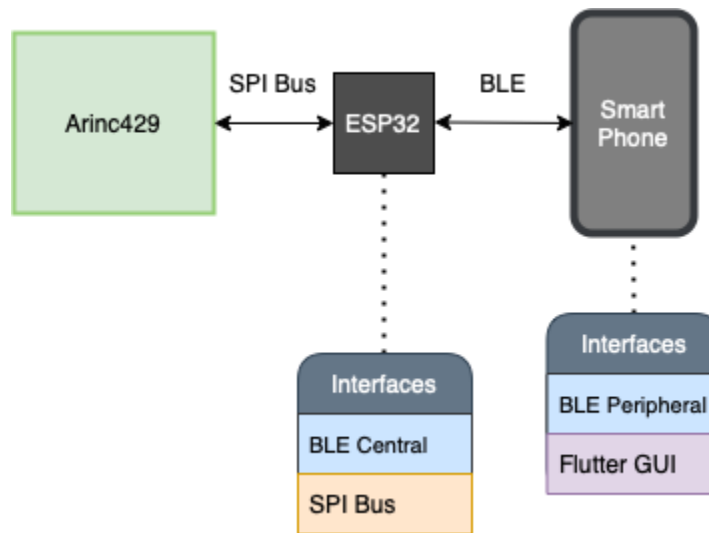 SPI Bus
BLE
Arinc429
ESP32
Smart
Phone
Interfaces
BLE Central
SPI Bus
Interfaces
BLE Peripheral
Flutter GUI